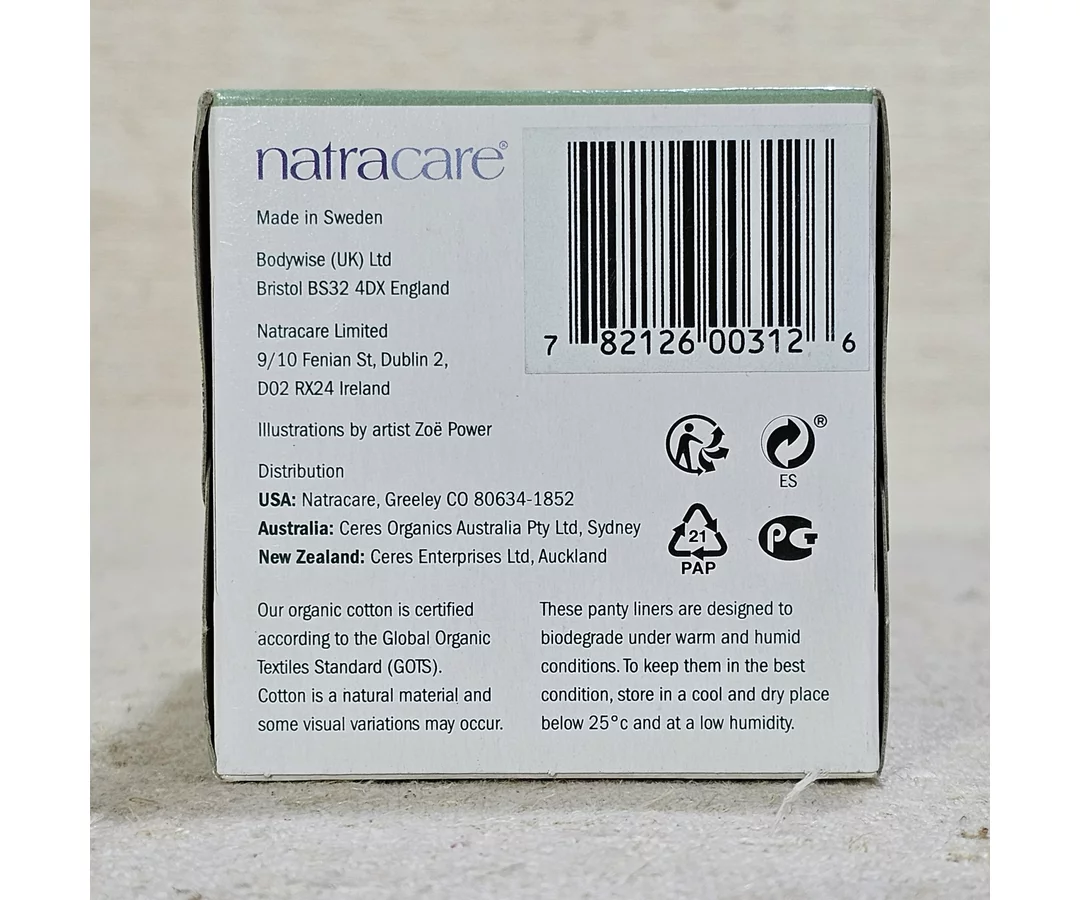 natracare®
Made in Sweden
Bodywise (UK) Ltd
Bristol BS32 4DX England
Natracare Limited
9/10 Fenian St, Dublin 2,
D02 RX24 Ireland
Illustrations by artist Zoë Power
Distribution
USA: Natracare, Greeley CO 80634-1852
Australia: Ceres Organics Australia Pty Ltd, Sydney
New Zealand: Ceres Enterprises Ltd, Auckland
7 82126 00312 6
®
ES
21
PAP
РСТ
Our organic cotton is certified
according to the Global Organic
Textiles Standard (GOTS).
Cotton is a natural material and
some visual variations may occur.
These panty liners are designed to
biodegrade under warm and humid
conditions. To keep them in the best
condition, store in a cool and dry place
below 25°c and at a low humidity.